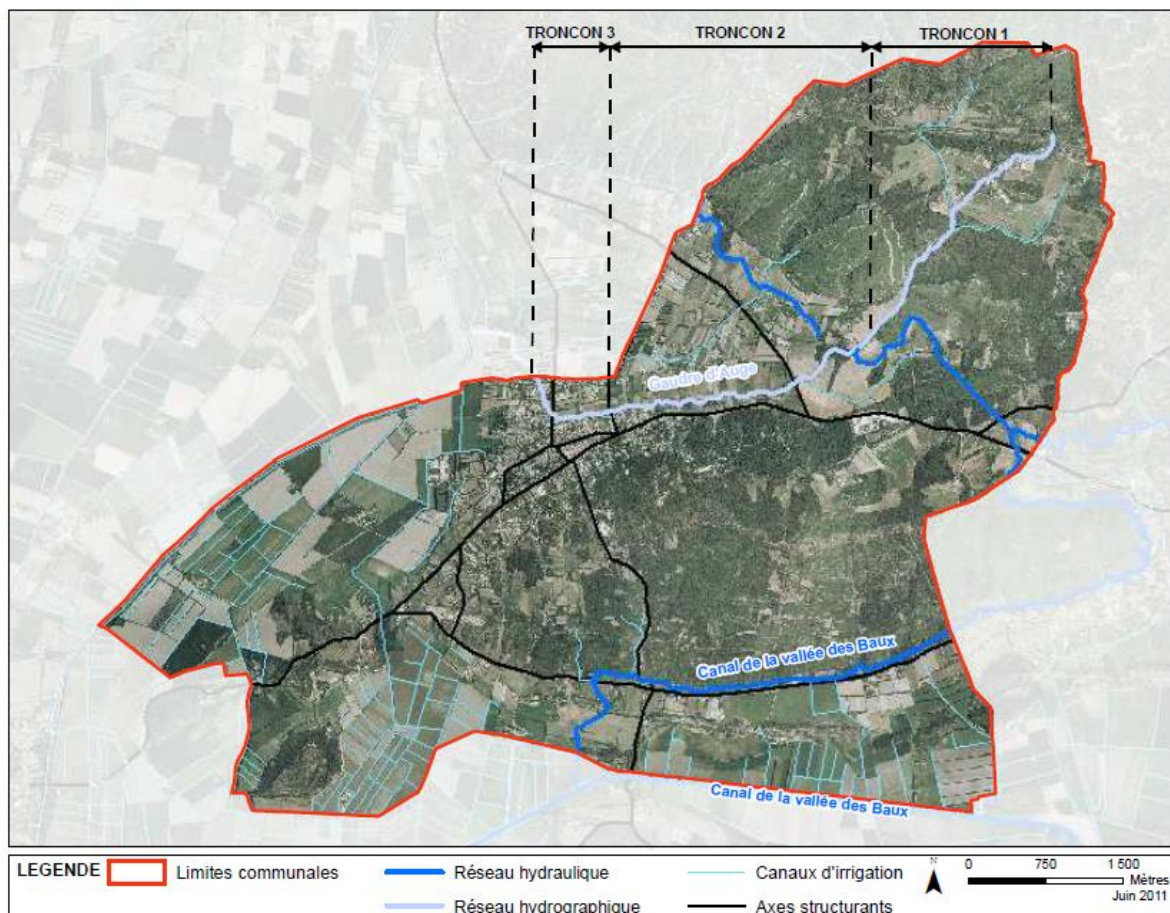 TRONCON 3 TRONCON 2 TRONCON 1
Gaudre d'Auge
Canal de la vallée des Baux
Canal de la vallée des Baux
LEGENDE Limites communales Réseau hydraulique Canaux d'irrigation N 0 750 1 500
Mètres
Réseau hydrographique Axes structurants Juin 2011